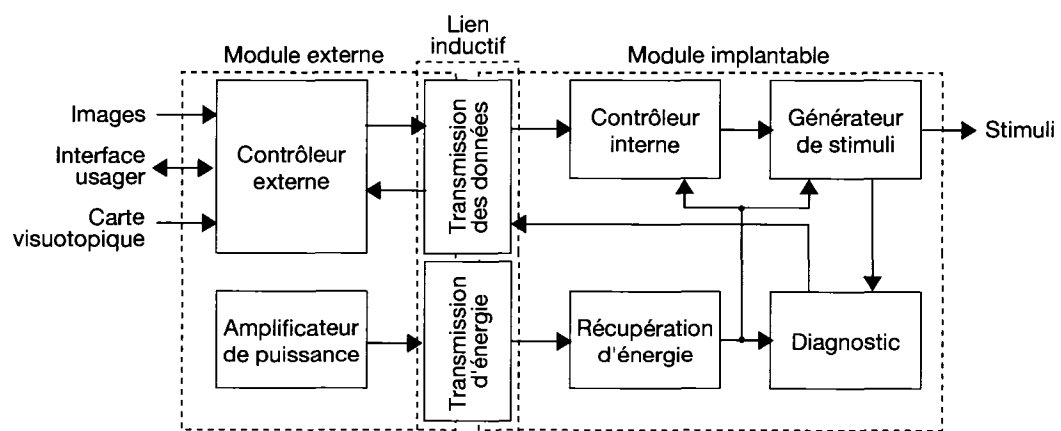 Lien
inductif
Module externe
Module implantable
Images
Interface
usager
Carte
visuotopique
Contrôleur
externe
Transmission
des données
Contrôleur
interne
Générateur
de stimuli
Stimuli
Amplificateur
de puissance
Transmission
d'énergie
Récupération
d'énergie
Diagnostic